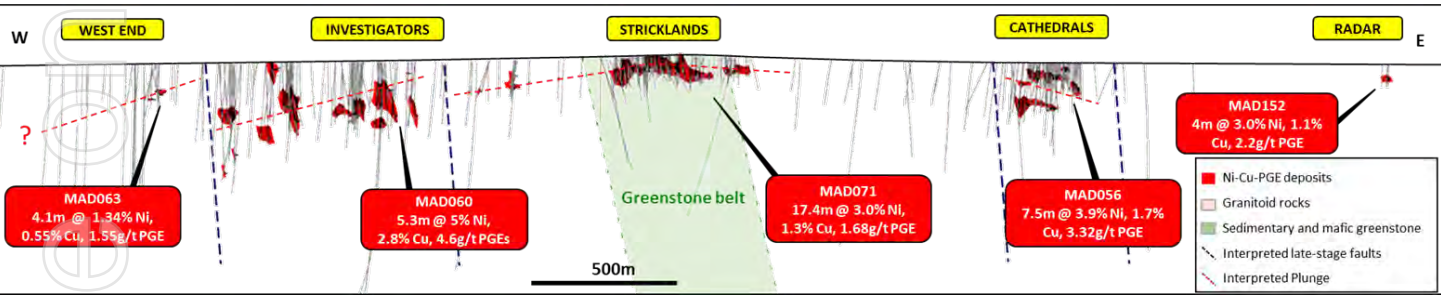 W
WEST END
INVESTIGATORS
STRICKLANDS
CATHEDRALS
RADAR
E
?
MAD063
4.1m @ 1.34% Ni,
0.55% Cu, 1.55g/t PGE
MAD060
5.3m @ 5% Ni,
2.8% Cu, 4.6g/t PGEs
Greenstone belt
500m
MAD071
17.4m @ 3.0% Ni,
1.3% Cu, 1.68g/t PGE
MAD056
7.5m @ 3.9% Ni, 1.7%
Cu, 3.32g/t PGE
MAD152
4m @ 3.0% Ni, 1.1%
Cu, 2.2g/t PGE
Ni-Cu-PGE deposits
Granitoid rocks
Sedimentary and mafic greenstone
Interpreted late-stage faults
Interpreted Plunge